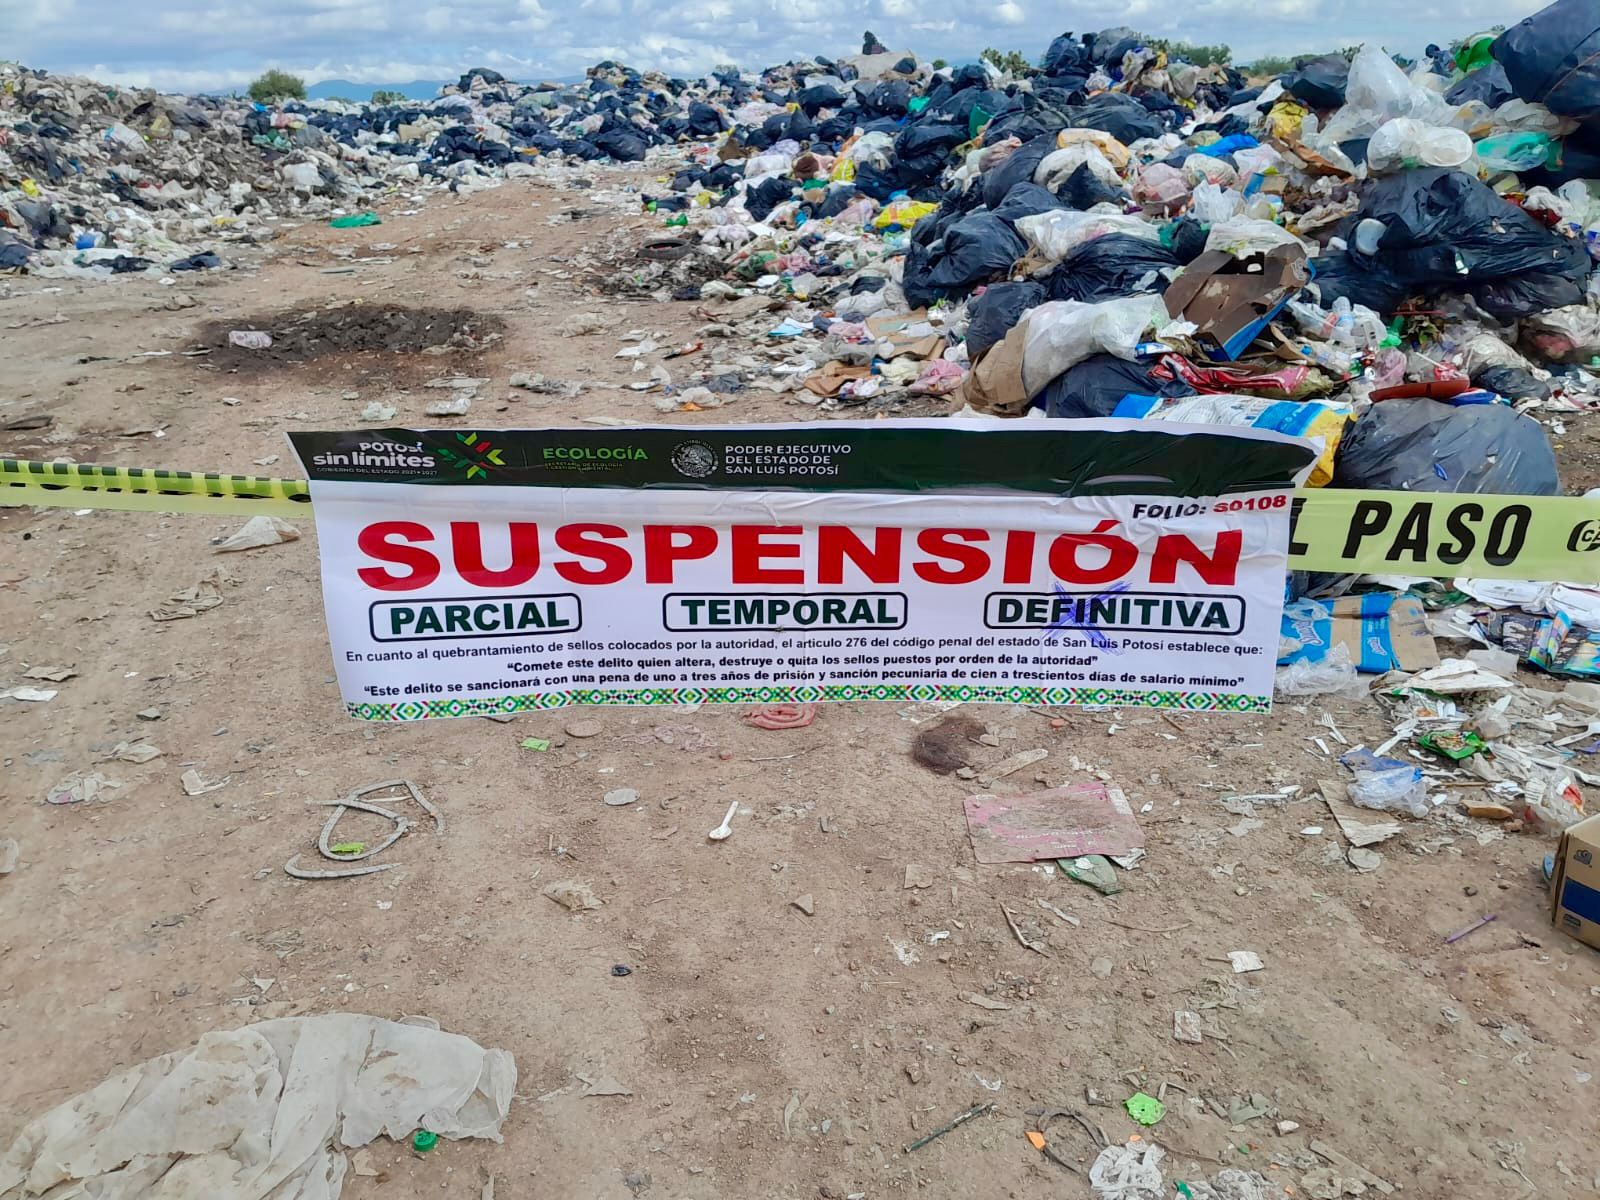 POTOSÍ
sin límites
GOBIERNO DEL ESTADO 2021•2027
ECOLOGÍA
SECRETARÍA DE ECOLOGÍA
Y GESTIÓN AMBIENTAL
PODER EJECUTIVO
DEL ESTADO DE
SAN LUIS POTOSÍ
FOLIO: S0108
SUSPENSIÓN
PARCIAL TEMPORAL DEFINITIVA
En cuanto al quebrantamiento de sellos colocados por la autoridad, el articulo 276 del código penal del estado de San Luis Potosí establece que:
“Comete este delito quien altera, destruye o quita los sellos puestos por orden de la autoridad”
“Este delito se sancionará con una pena de uno a tres años de prisión y sanción pecuniaria de cien a trescientos días de salario mínimo”
EL PASO